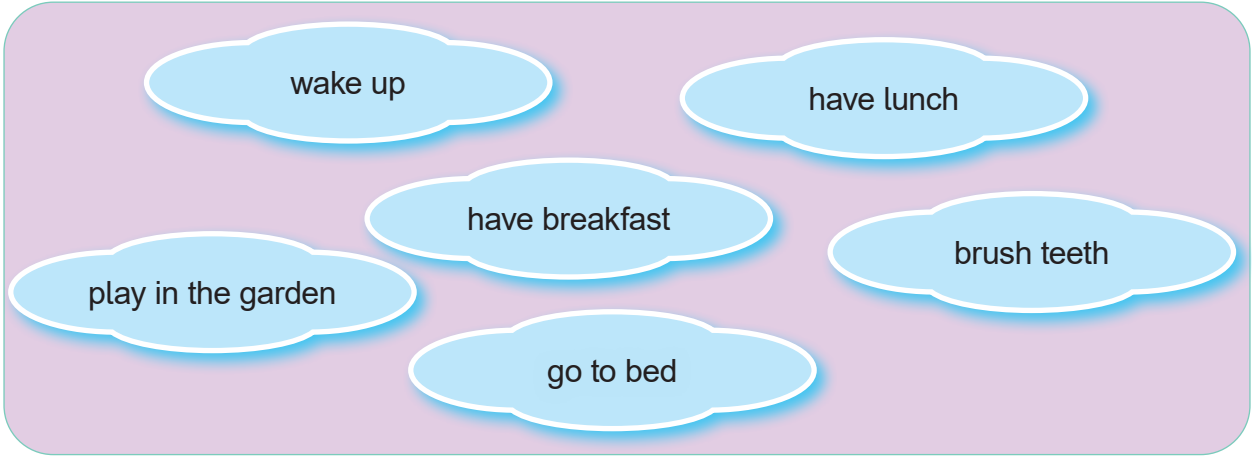 wake up
have lunch
have breakfast
brush teeth
play in the garden
go to bed